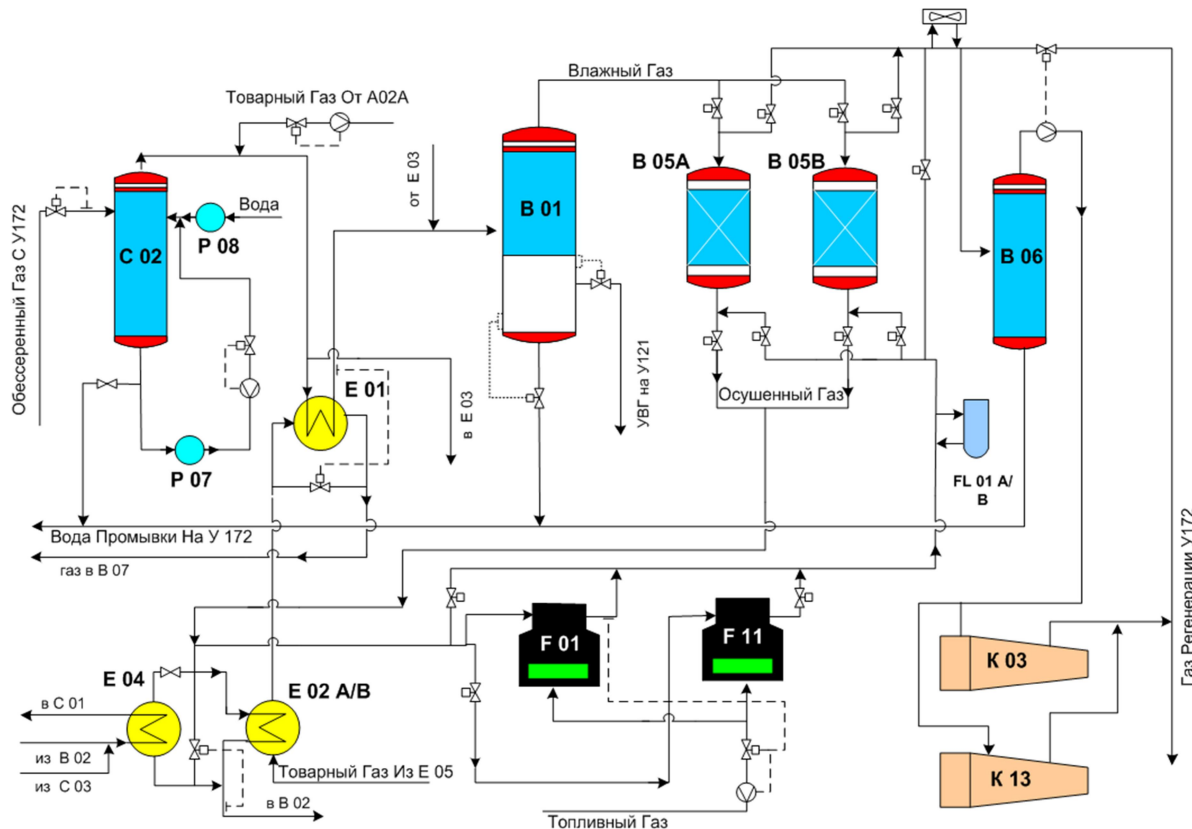 Влажный Газ
Товарный Газ От А02А
B 05A
B 05B
от Е 03
B 01
Вода
P 08
C 02
B 06
Обессеренный Газ С У172
E 01
в Е 03
УВГ на У121
Осушенный Газ
P 07
FL 01 A/
B
Вода Промывки На У 172
газ в В 07
Газ Регенерации У172
F 01
F 11
K 03
E 04
E 02 A/B
в С 01
из В 02
из С 03
Товарный Газ Из Е 05
K 13
в В 02
Топливный Газ